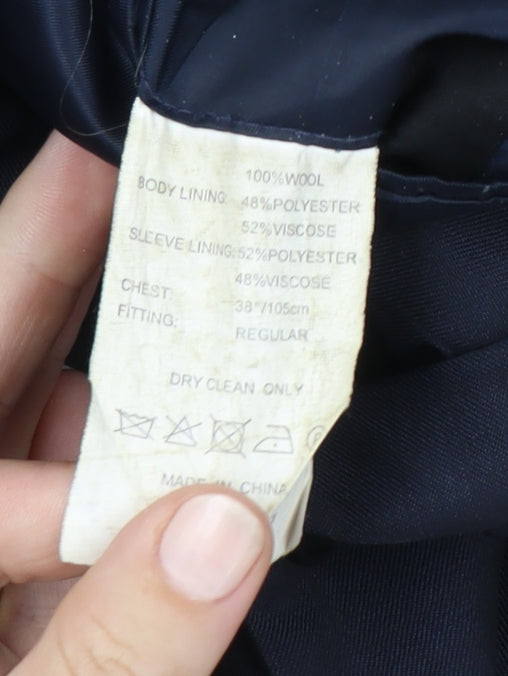 100%WOOL
BODY LINING: 48%POLYESTER
52%VISCOSE
SLEEVE LINING:52%POLYESTER
48%VISCOSE
CHEST: 38"/105cm
FITTING: REGULAR
DRY CLEAN ONLY
MADE IN CHINA